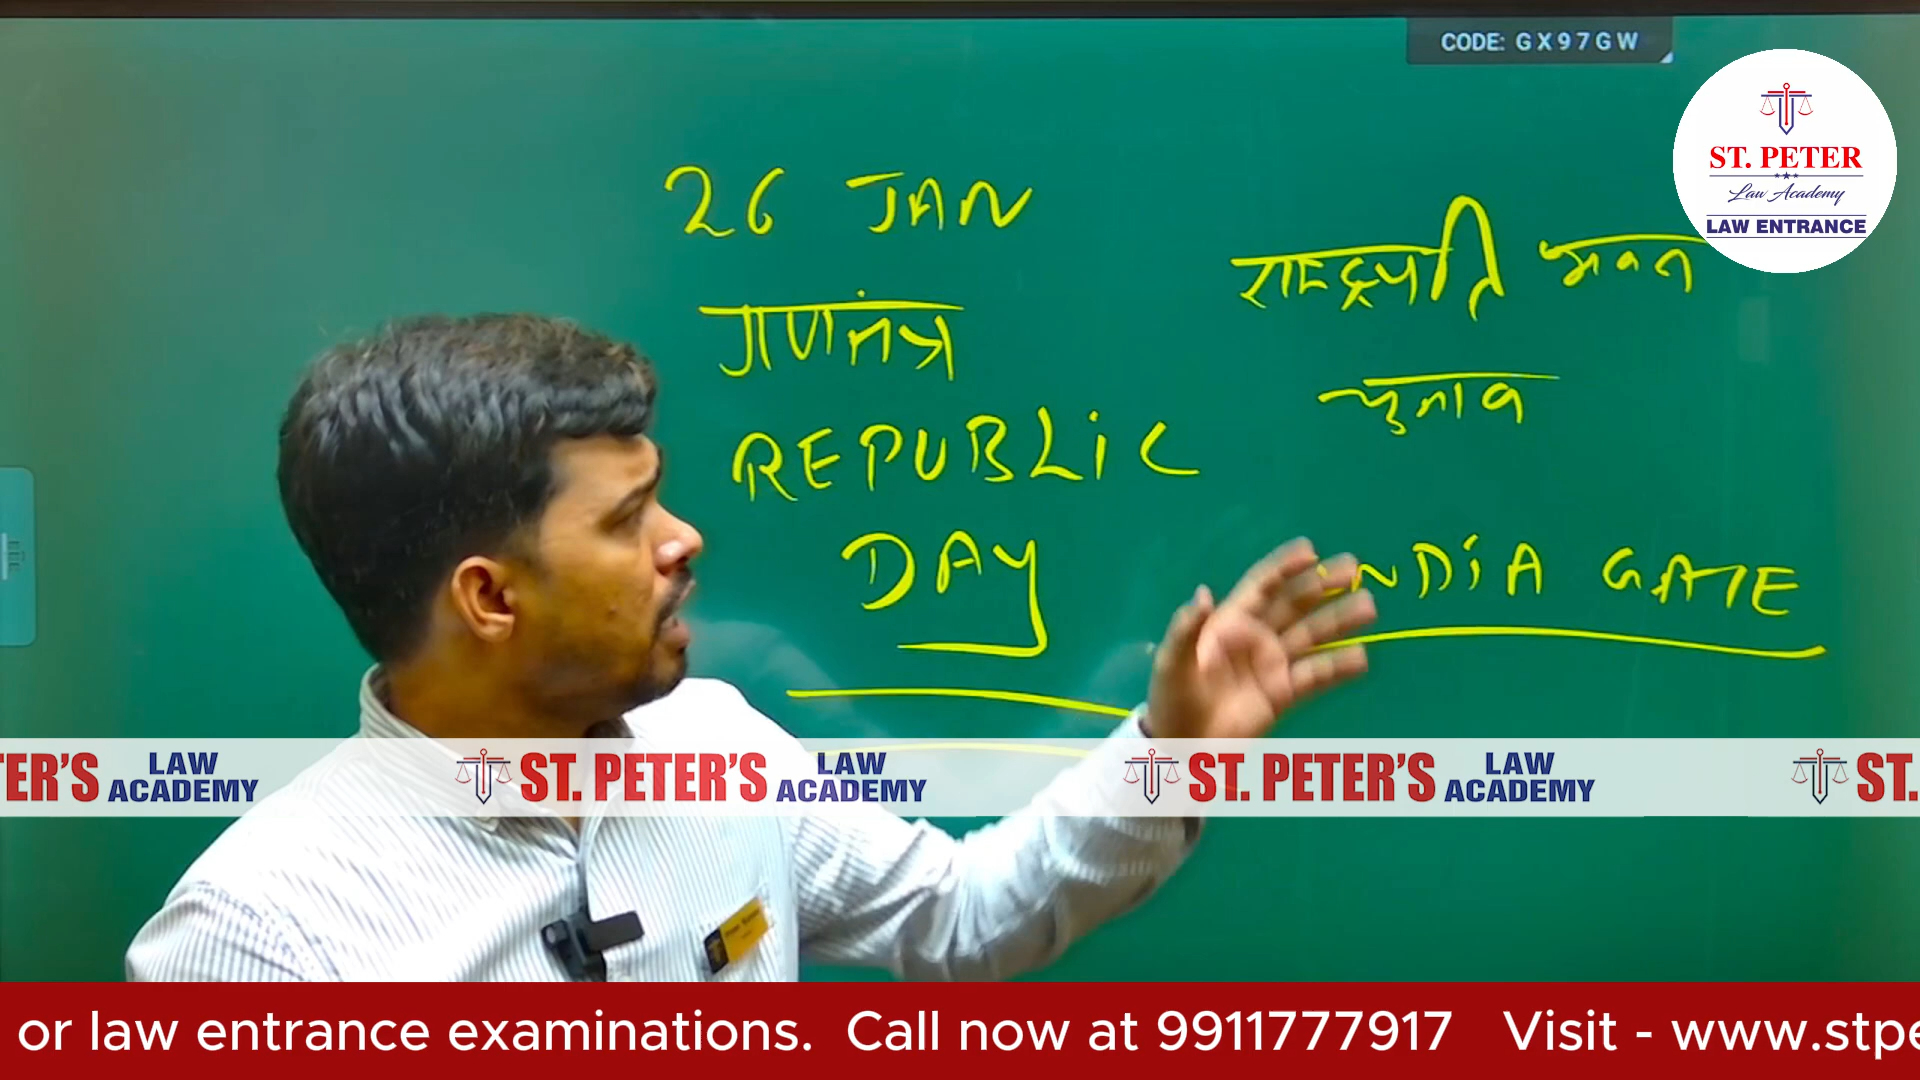 CODE: GX97GW
ST. PETER
Law Academy
LAW ENTRANCE
26 JAN
गणतंत्र
REPUBLIC
DAY
राष्ट्रपति भवन
चुनाव
INDIA GATE
TER'S LAW ACADEMY
ST. PETER'S LAW ACADEMY
ST. PETER'S LAW ACADEMY
ST.
or law entrance examinations. Call now at 9911777917 Visit - www.stpe